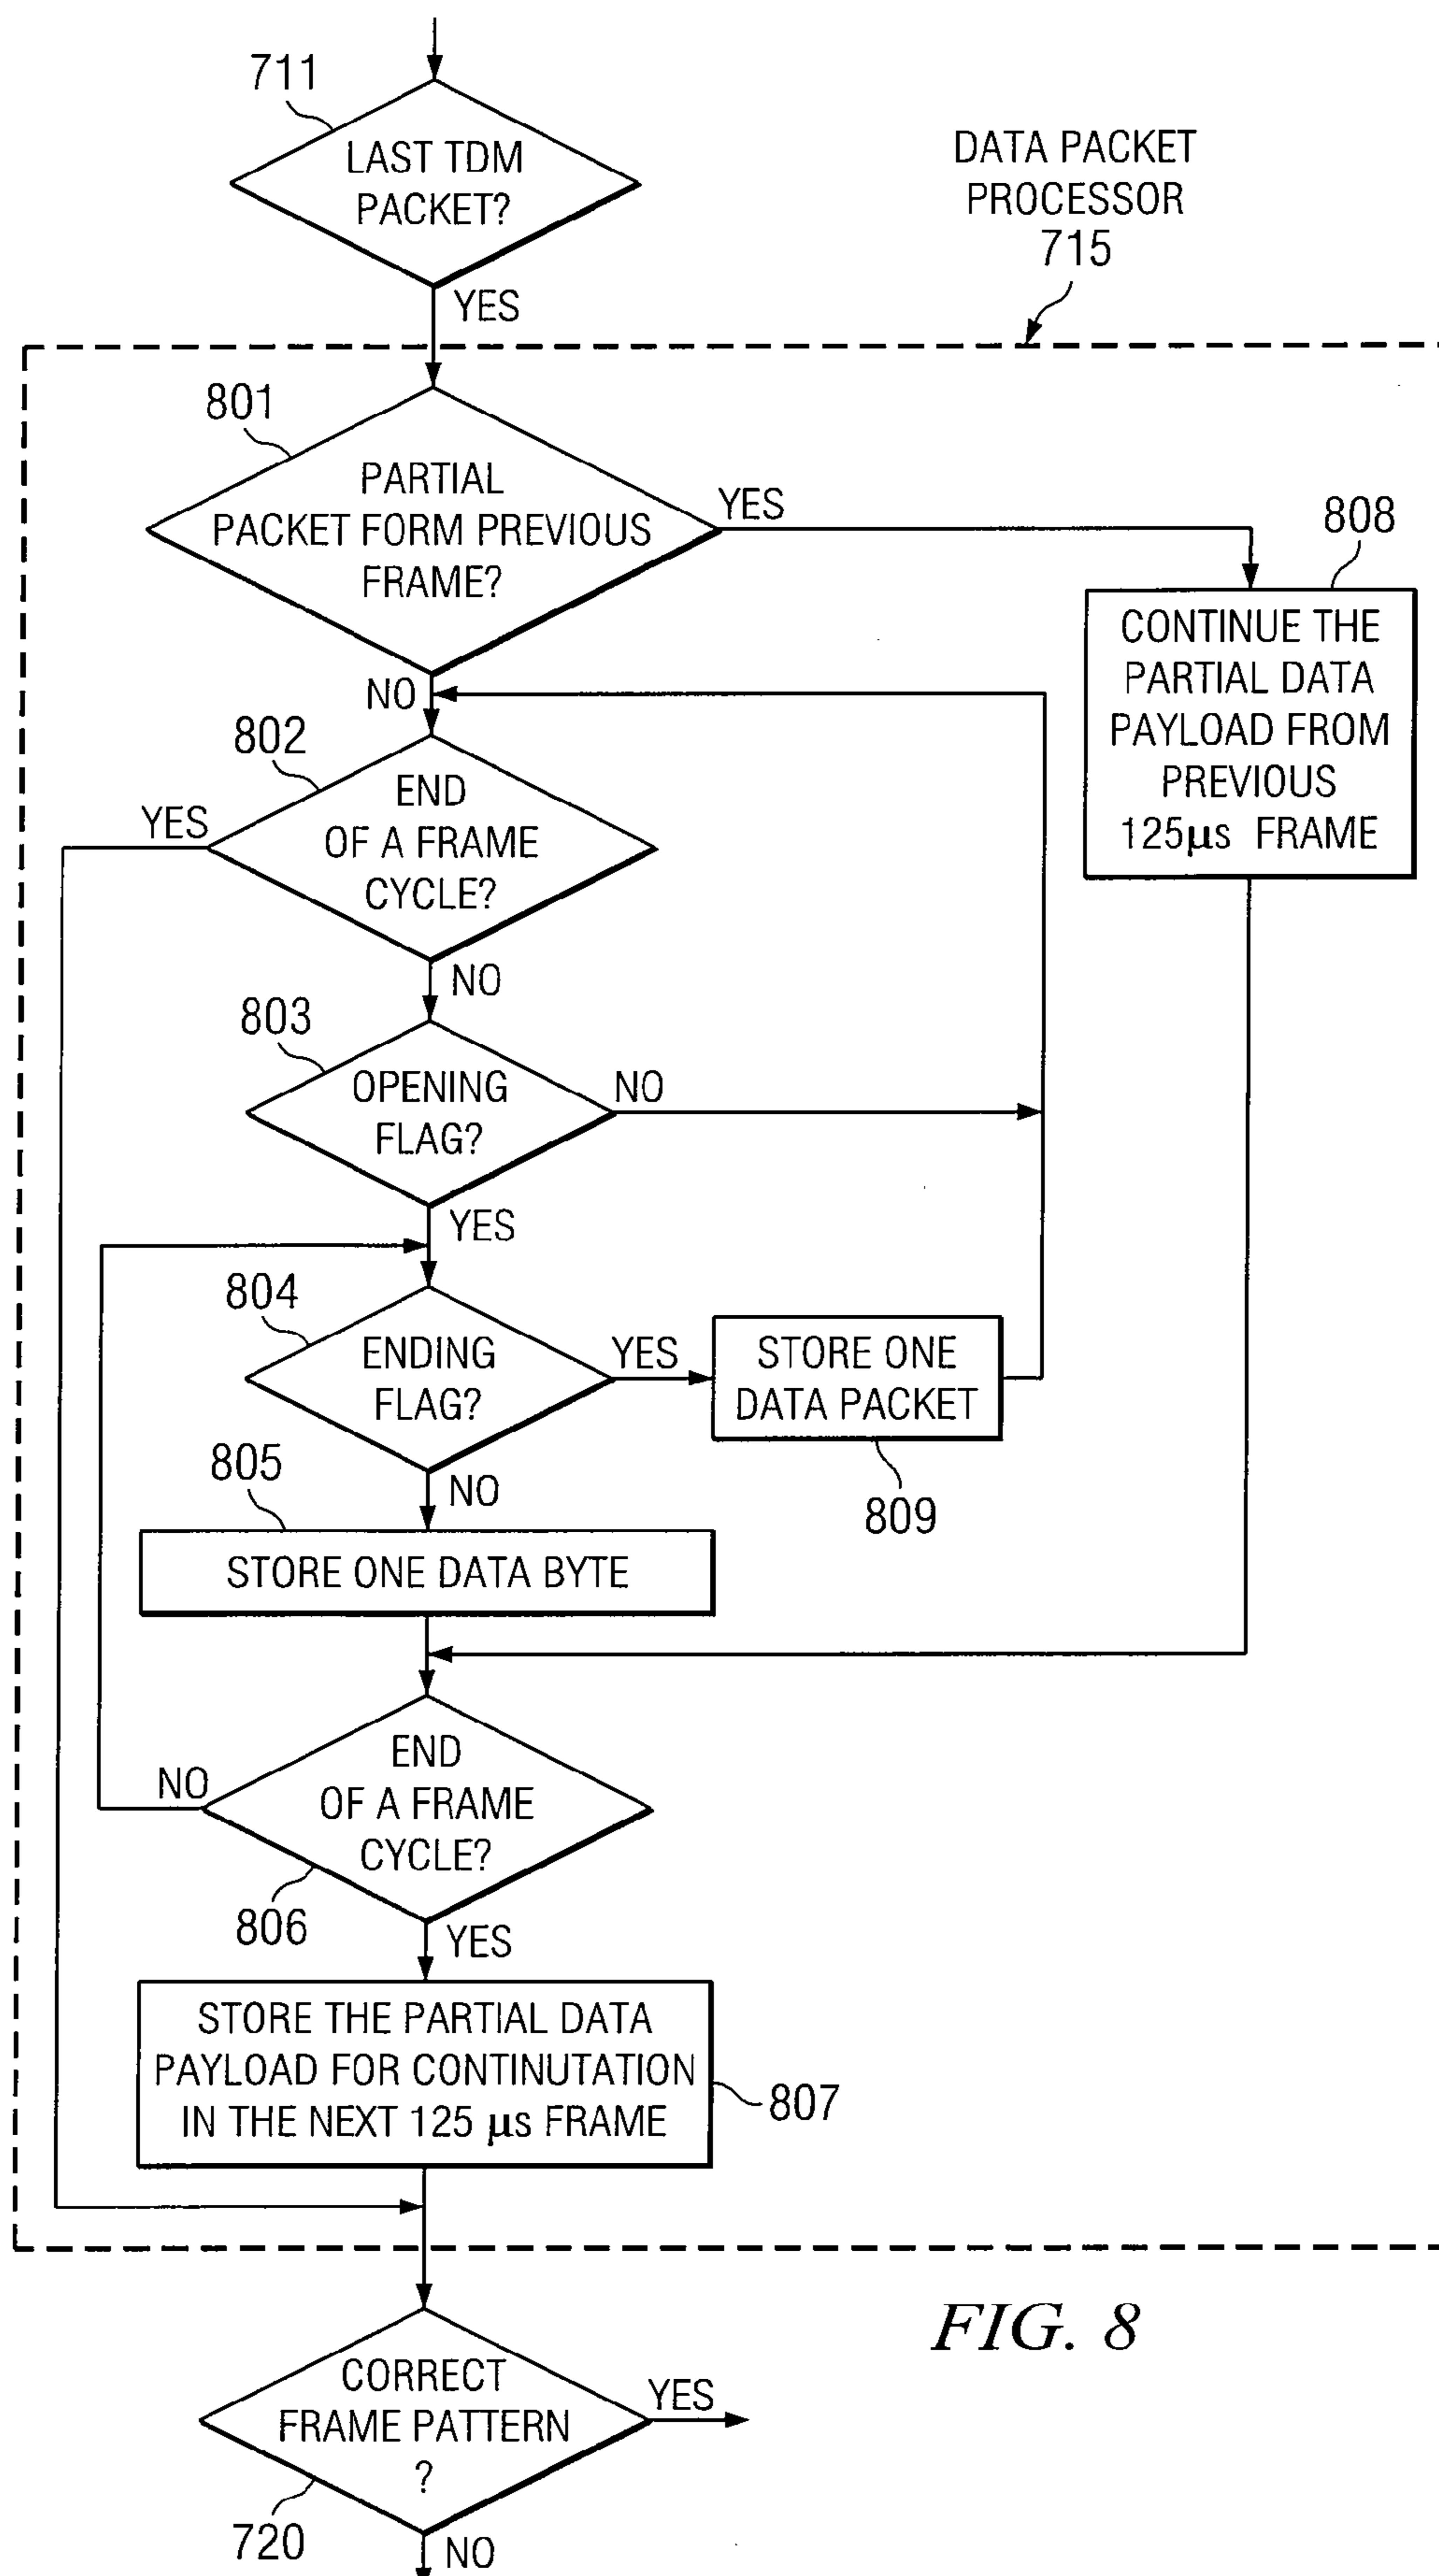 711
LAST TDM
PACKET?
YES
DATA PACKET
PROCESSOR
715
801
PARTIAL
PACKET FORM PREVIOUS
FRAME?
YES
NO
808
CONTINUE THE
PARTIAL DATA
PAYLOAD FROM
PREVIOUS
125µs FRAME
802
END
OF A FRAME
CYCLE?
YES
NO
803
OPENING
FLAG?
NO
YES
804
ENDING
FLAG?
YES
STORE ONE
DATA PACKET
809
NO
805
STORE ONE DATA BYTE
END
OF A FRAME
CYCLE?
NO
806
YES
STORE THE PARTIAL DATA
PAYLOAD FOR CONTINUTATION
IN THE NEXT 125 µs FRAME
807
FIG. 8
CORRECT
FRAME PATTERN
?
YES
720
NO